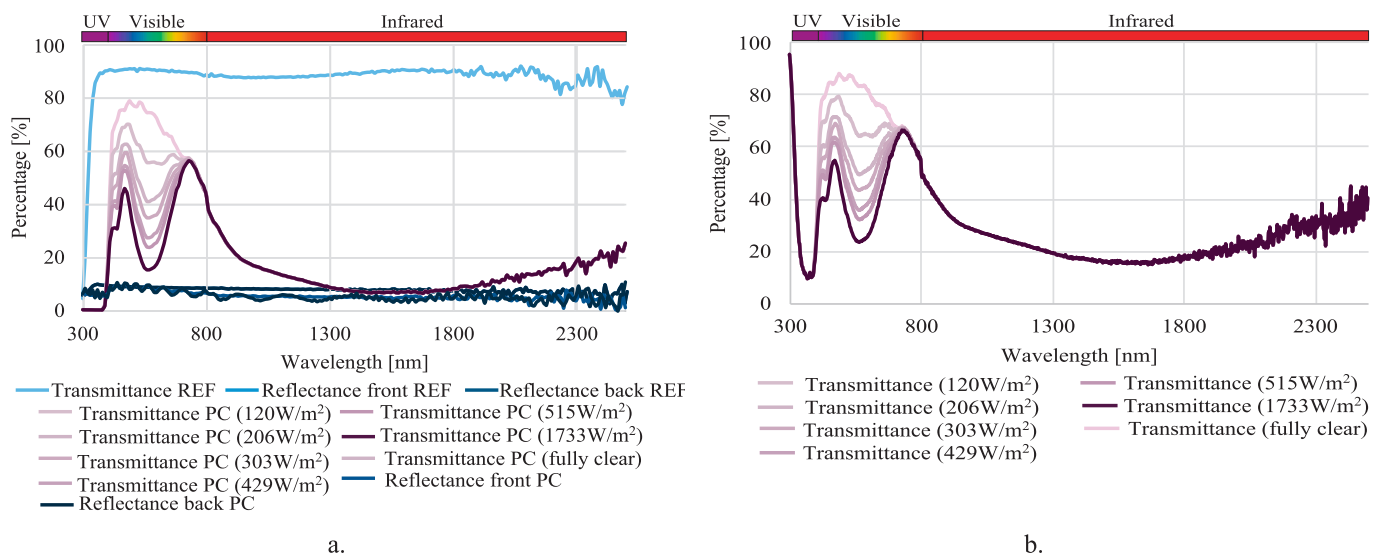 UV Visible Infrared
100
80
60
40
20
0
Percentage [%]
300 800 1300 1800 2300
Wavelength [nm]
Transmittance REF Reflectance front REF Reflectance back REF
Transmittance PC (120W/m²) Transmittance PC (515W/m²)
Transmittance PC (206W/m²) Transmittance PC (1733W/m²)
Transmittance PC (303W/m²) Transmittance PC (fully clear)
Transmittance PC (429W/m²) Reflectance front PC
Reflectance back PC
a.
UV Visible Infrared
100
80
60
40
20
0
Percentage [%]
300 800 1300 1800 2300
Wavelength [nm]
Transmittance (120W/m²) Transmittance (515W/m²)
Transmittance (206W/m²) Transmittance (1733W/m²)
Transmittance (303W/m²) Transmittance (fully clear)
Transmittance (429W/m²)
b.